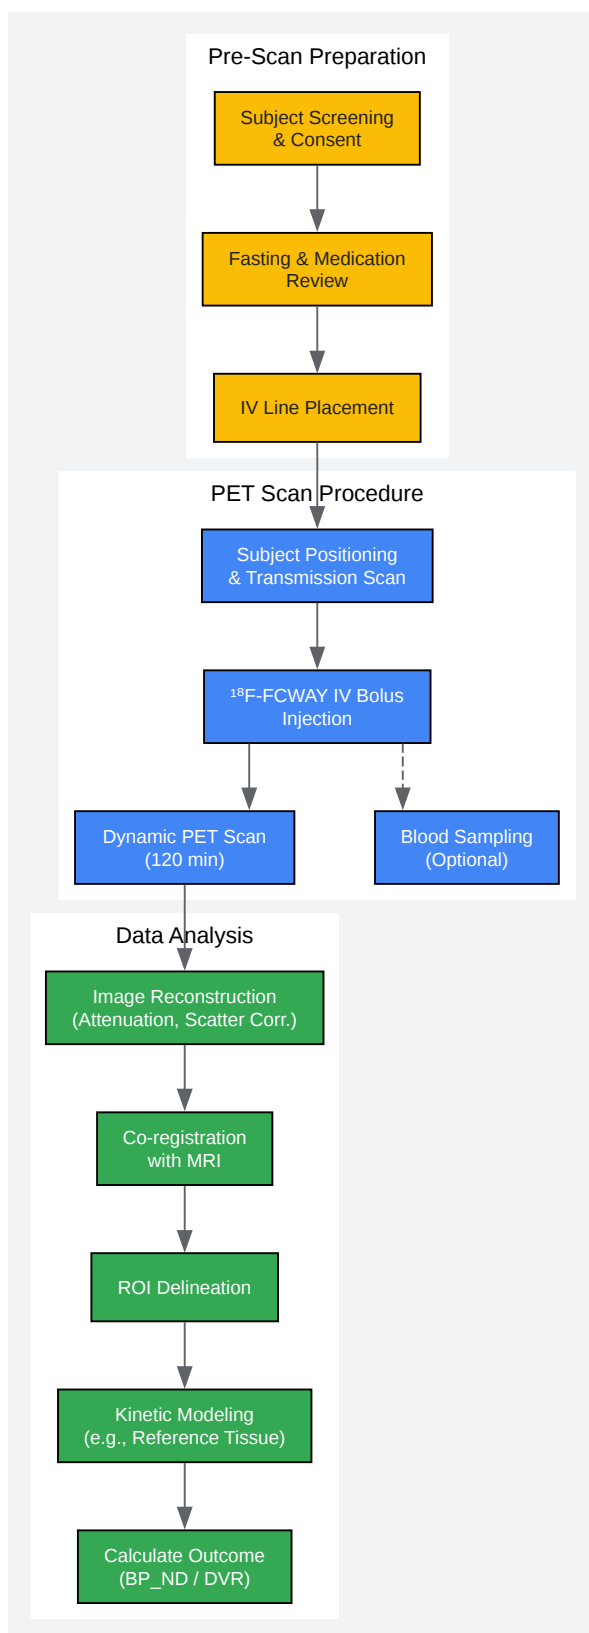 Pre-Scan Preparation
Subject Screening
& Consent
Fasting & Medication
Review
IV Line Placement
PET Scan Procedure
Subject Positioning
& Transmission Scan
¹⁸F-FCWAY IV Bolus
Injection
Dynamic PET Scan
(120 min)
Blood Sampling
(Optional)
Data Analysis
Image Reconstruction
(Attenuation, Scatter Corr.)
Co-registration
with MRI
ROI Delineation
Kinetic Modeling
(e.g., Reference Tissue)
Calculate Outcome
(BP_ND / DVR)